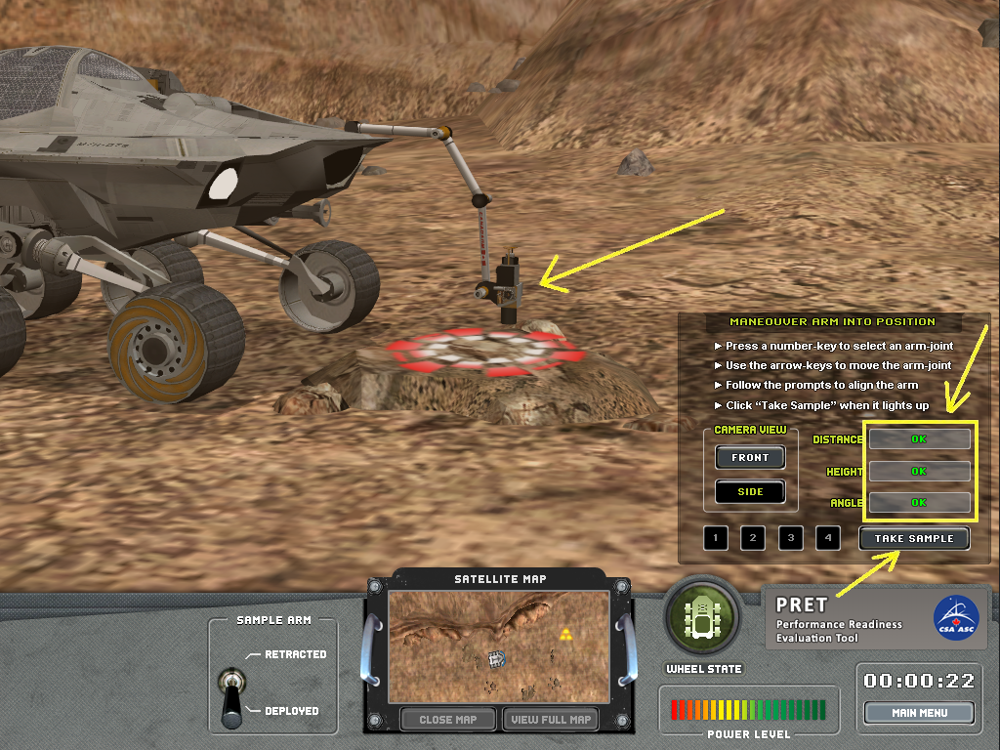 MANEOUVER ARM INTO POSITION
▶ Press a number-key to select an arm-joint
▶ Use the arrow-keys to move the arm-joint
▶ Follow the prompts to align the arm
▶ Click “Take Sample” when it lights up
CAMERA VIEW
FRONT
SIDE
DISTANCE OK
HEIGHT OK
ANGLE OK
1 2 3 4
TAKE SAMPLE
SATELLITE MAP
CLOSE MAP
VIEW FULL MAP
SAMPLE ARM
RETRACTED
DEPLOYED
WHEEL STATE
POWER LEVEL
PRET
Performance Readiness
Evaluation Tool
CSA ASC
00:00:22
MAIN MENU